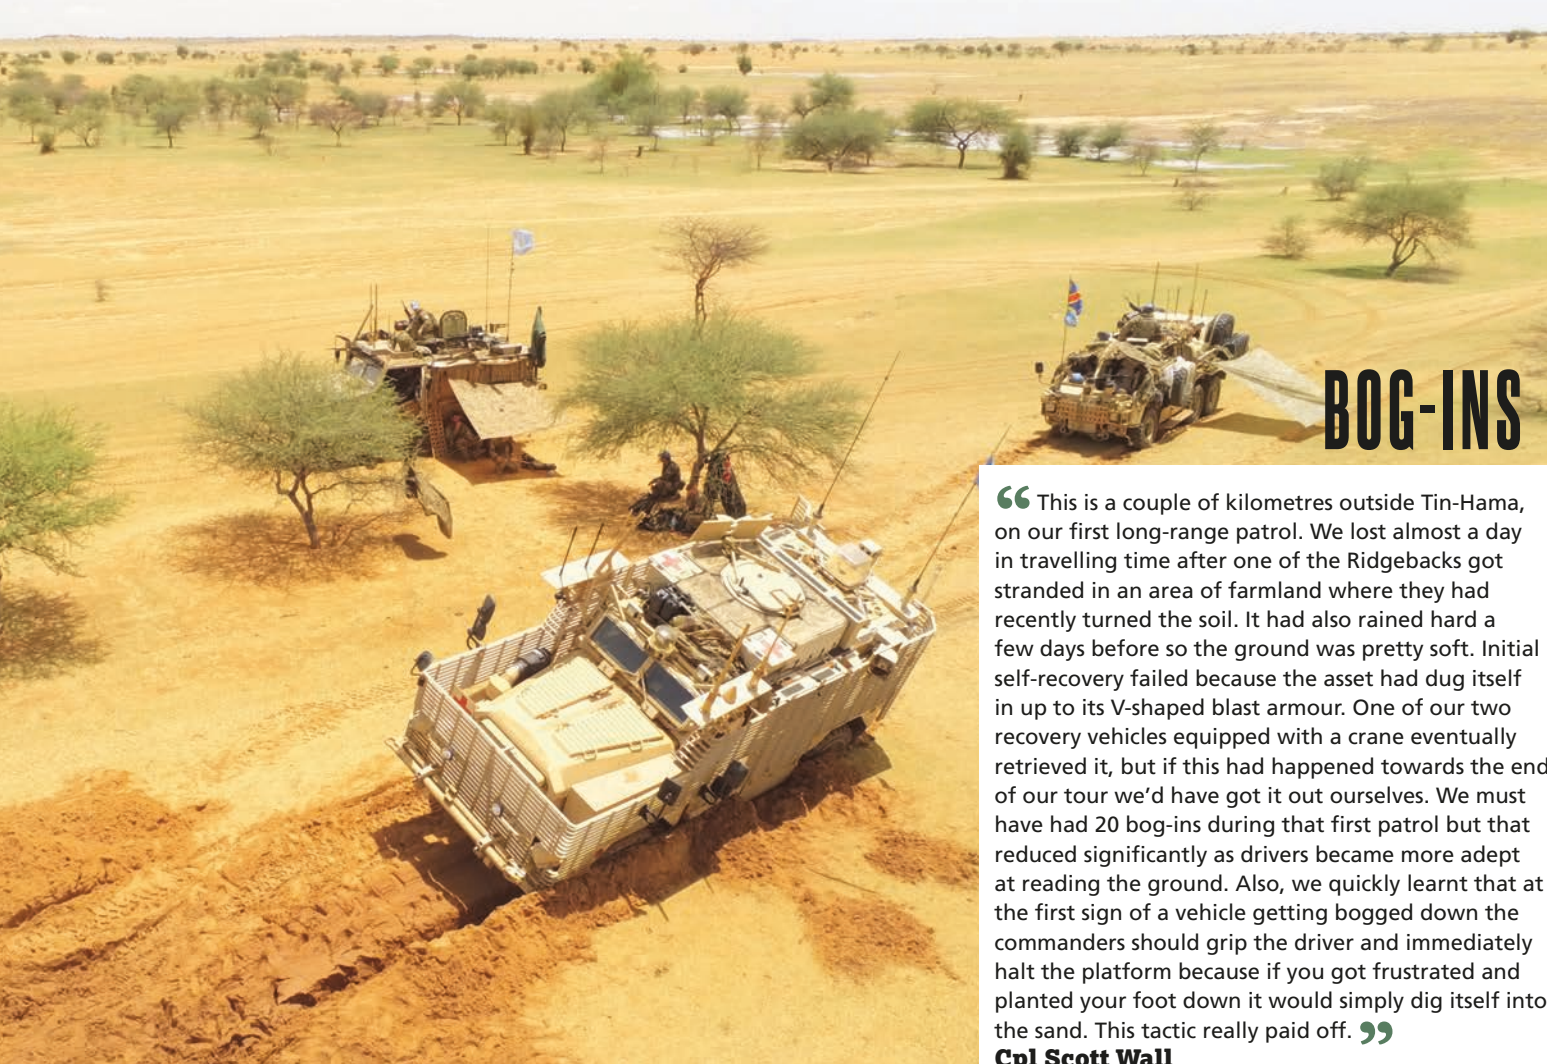 BOG-INS
“ This is a couple of kilometres outside Tin-Hama,
on our first long-range patrol. We lost almost a day
in travelling time after one of the Ridgebacks got
stranded in an area of farmland where they had
recently turned the soil. It had also rained hard a
few days before so the ground was pretty soft. Initial
self-recovery failed because the asset had dug itself
in up to its V-shaped blast armour. One of our two
recovery vehicles equipped with a crane eventually
retrieved it, but if this had happened towards the end
of our tour we’d have got it out ourselves. We must
have had 20 bog-ins during that first patrol but that
reduced significantly as drivers became more adept
at reading the ground. Also, we quickly learnt that at
the first sign of a vehicle getting bogged down the
commanders should grip the driver and immediately
halt the platform because if you got frustrated and
planted your foot down it would simply dig itself into
the sand. This tactic really paid off. ”
Cpl Scott Wall